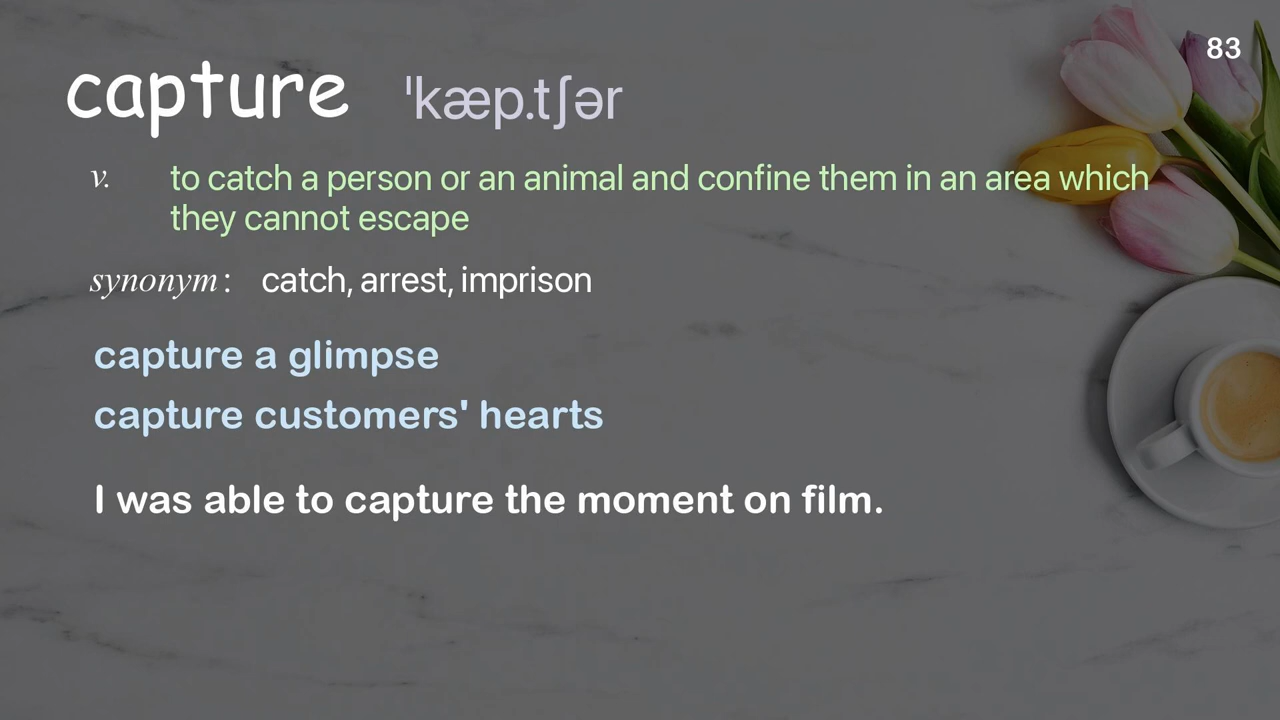 83
capture ˈkæp.tʃər
v. to catch a person or an animal and confine them in an area which
they cannot escape
synonym: catch, arrest, imprison
capture a glimpse
capture customers' hearts
I was able to capture the moment on film.